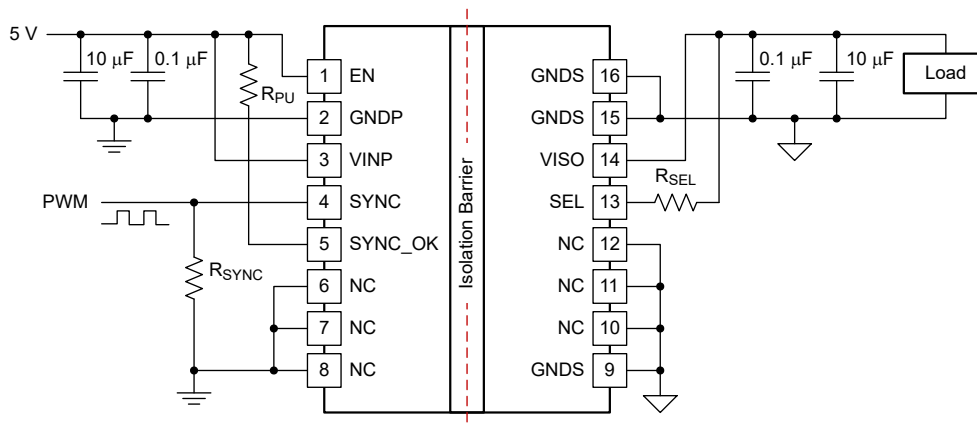 5 V
10 μF
0.1 μF
R_PU
1 EN
2 GNDP
3 VINP
PWM
4 SYNC
5 SYNC_OK
R_SYNC
6 NC
7 NC
8 NC
Isolation Barrier
GNDS 16
GNDS 15
VISO 14
SEL 13
NC 12
NC 11
NC 10
GNDS 9
R_SEL
0.1 μF
10 μF
Load